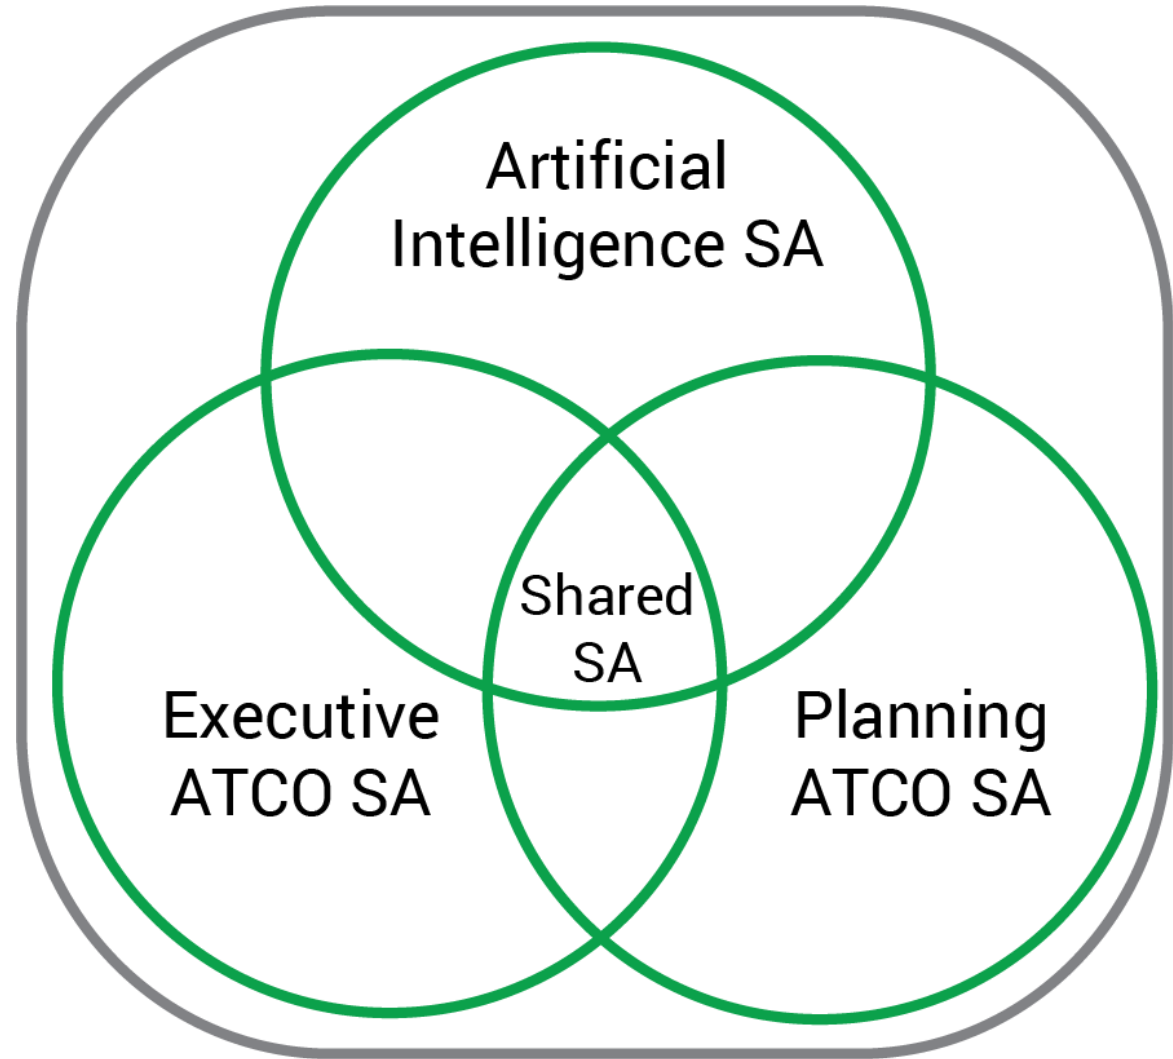 Artificial
Intelligence SA
Shared
SA
Executive
ATCO SA
Planning
ATCO SA